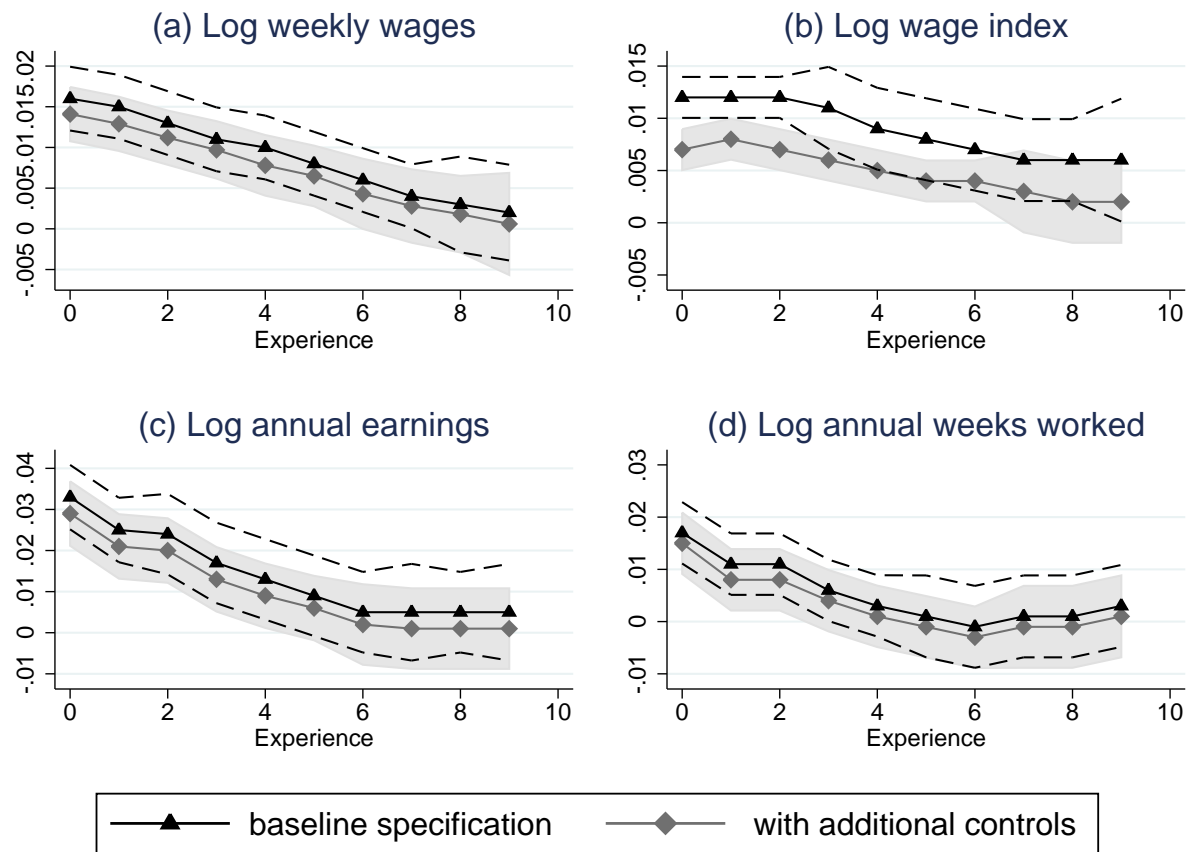 (a) Log weekly wages
.02
.015
.01
.005
0
-.005
0 2 4 6 8 10
Experience
(b) Log wage index
.015
.01
.005
0
-.005
0 2 4 6 8 10
Experience
(c) Log annual earnings
.04
.03
.02
.01
0
-.01
0 2 4 6 8 10
Experience
(d) Log annual weeks worked
.03
.02
.01
0
-.01
0 2 4 6 8 10
Experience
baseline specification with additional controls